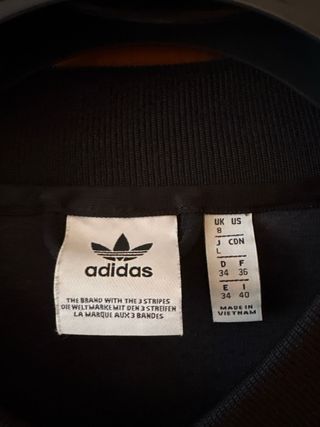 adidas
THE BRAND WITH THE 3 STRIPES
DIE WELTMARKE MIT DEN 3 STREIFEN
LA MARQUE AUX 3 BANDES
UK US
8
J CDN
L
D F
34 36
E I
34 40
MADE IN
VIETNAM